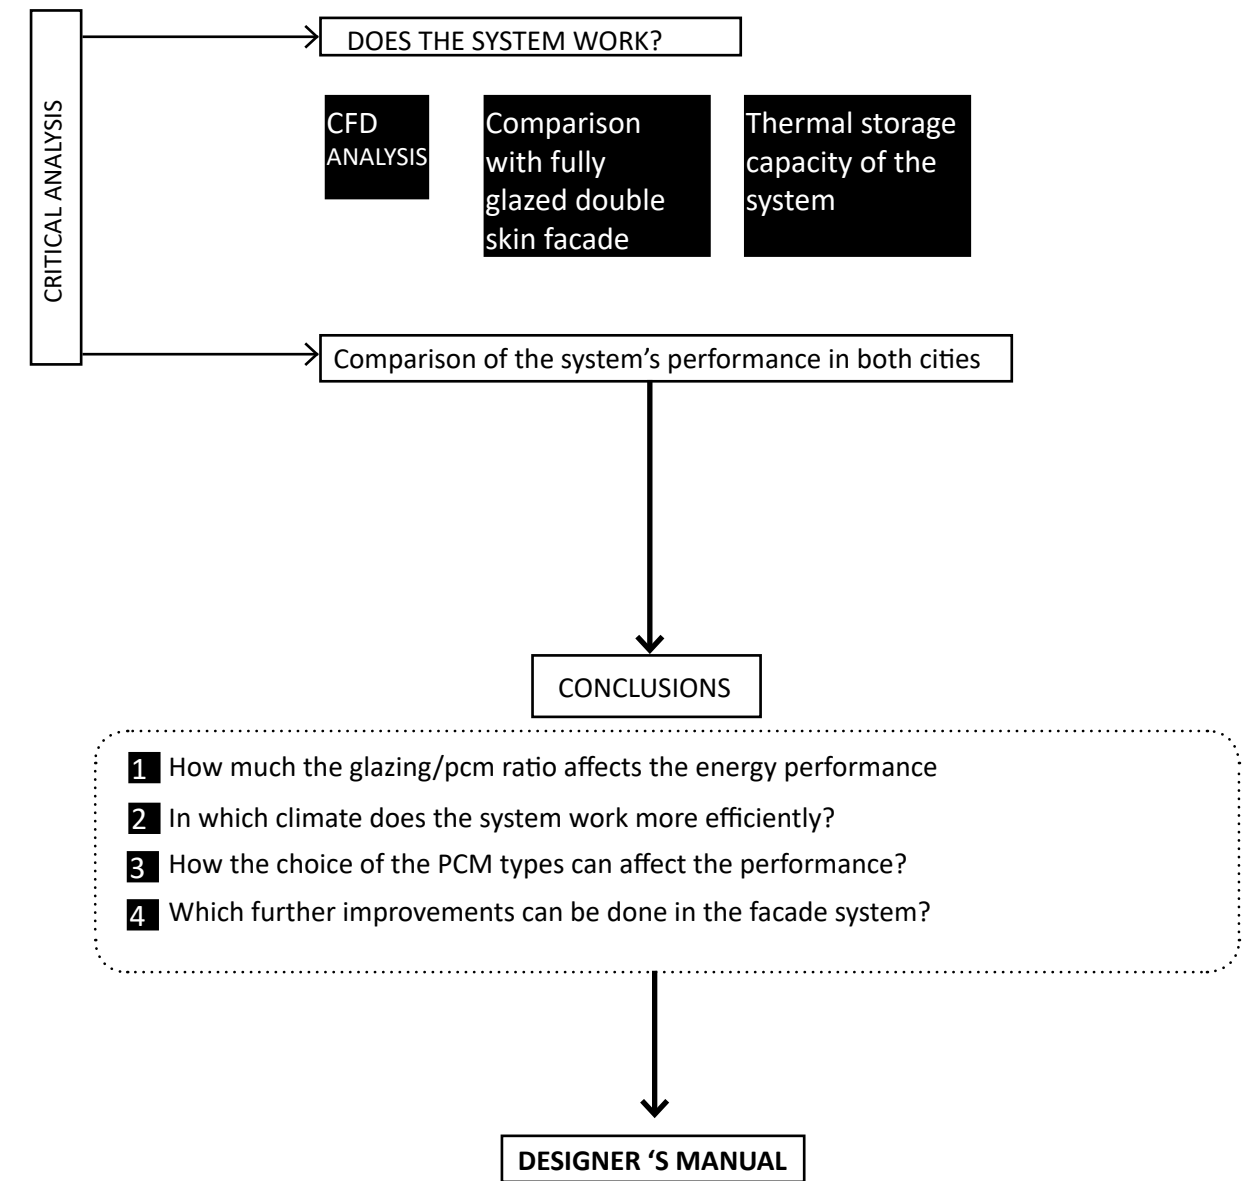 CRITICAL ANALYSIS
DOES THE SYSTEM WORK?
CFD
ANALYSIS
Comparison
with fully
glazed double
skin facade
Thermal storage
capacity of the
system
Comparison of the system’s performance in both cities
CONCLUSIONS
1 How much the glazing/pcm ratio affects the energy performance
2 In which climate does the system work more efficiently?
3 How the choice of the PCM types can affect the performance?
4 Which further improvements can be done in the facade system?
DESIGNER ‘S MANUAL